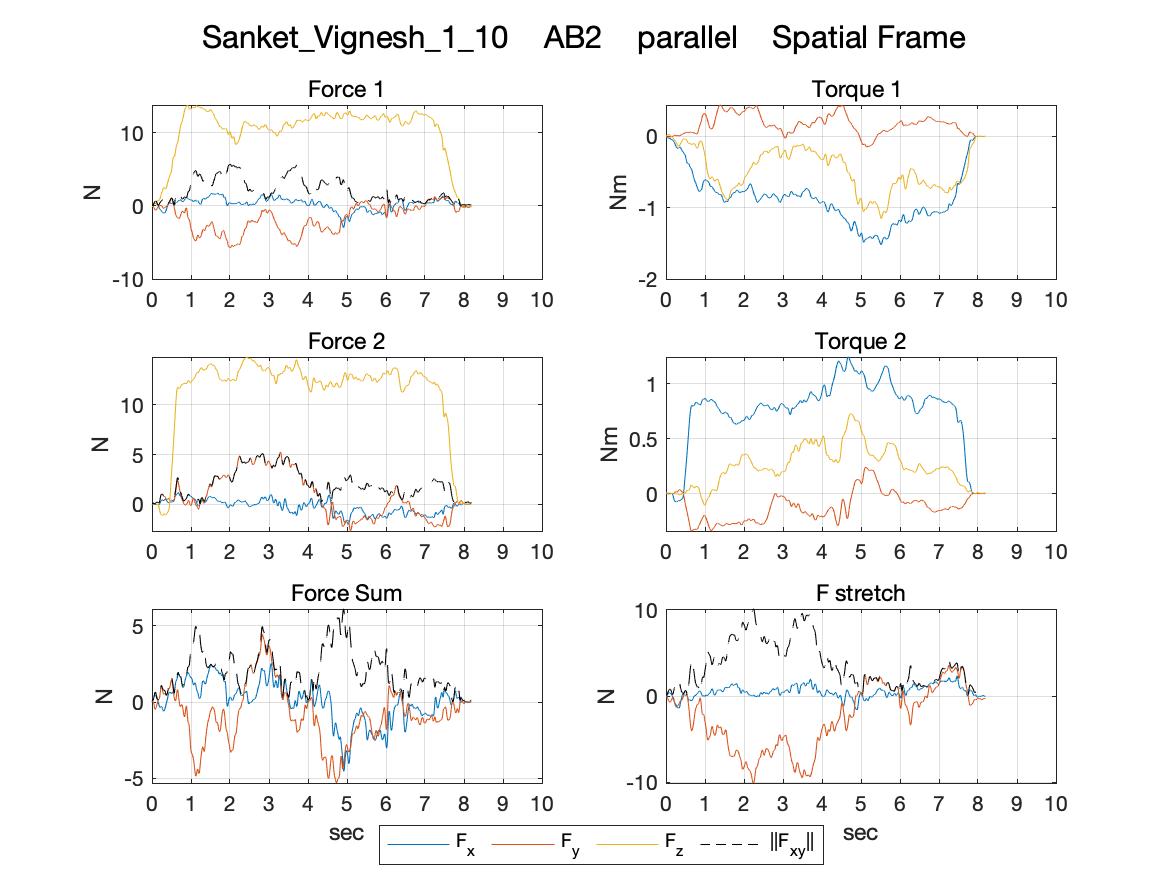 Sanket_Vignesh_1_10 AB2 parallel Spatial Frame
Force 1
Torque 1
10
0
-10
N
0 1 2 3 4 5 6 7 8 9 10
0
-1
-2
Nm
0 1 2 3 4 5 6 7 8 9 10
Force 2
Torque 2
10
5
0
N
0 1 2 3 4 5 6 7 8 9 10
1
0.5
0
Nm
0 1 2 3 4 5 6 7 8 9 10
Force Sum
F stretch
5
0
-5
N
0 1 2 3 4 5 6 7 8 9 10
sec
10
0
-10
N
0 1 2 3 4 5 6 7 8 9 10
sec
Fx Fy Fz ||Fxy||